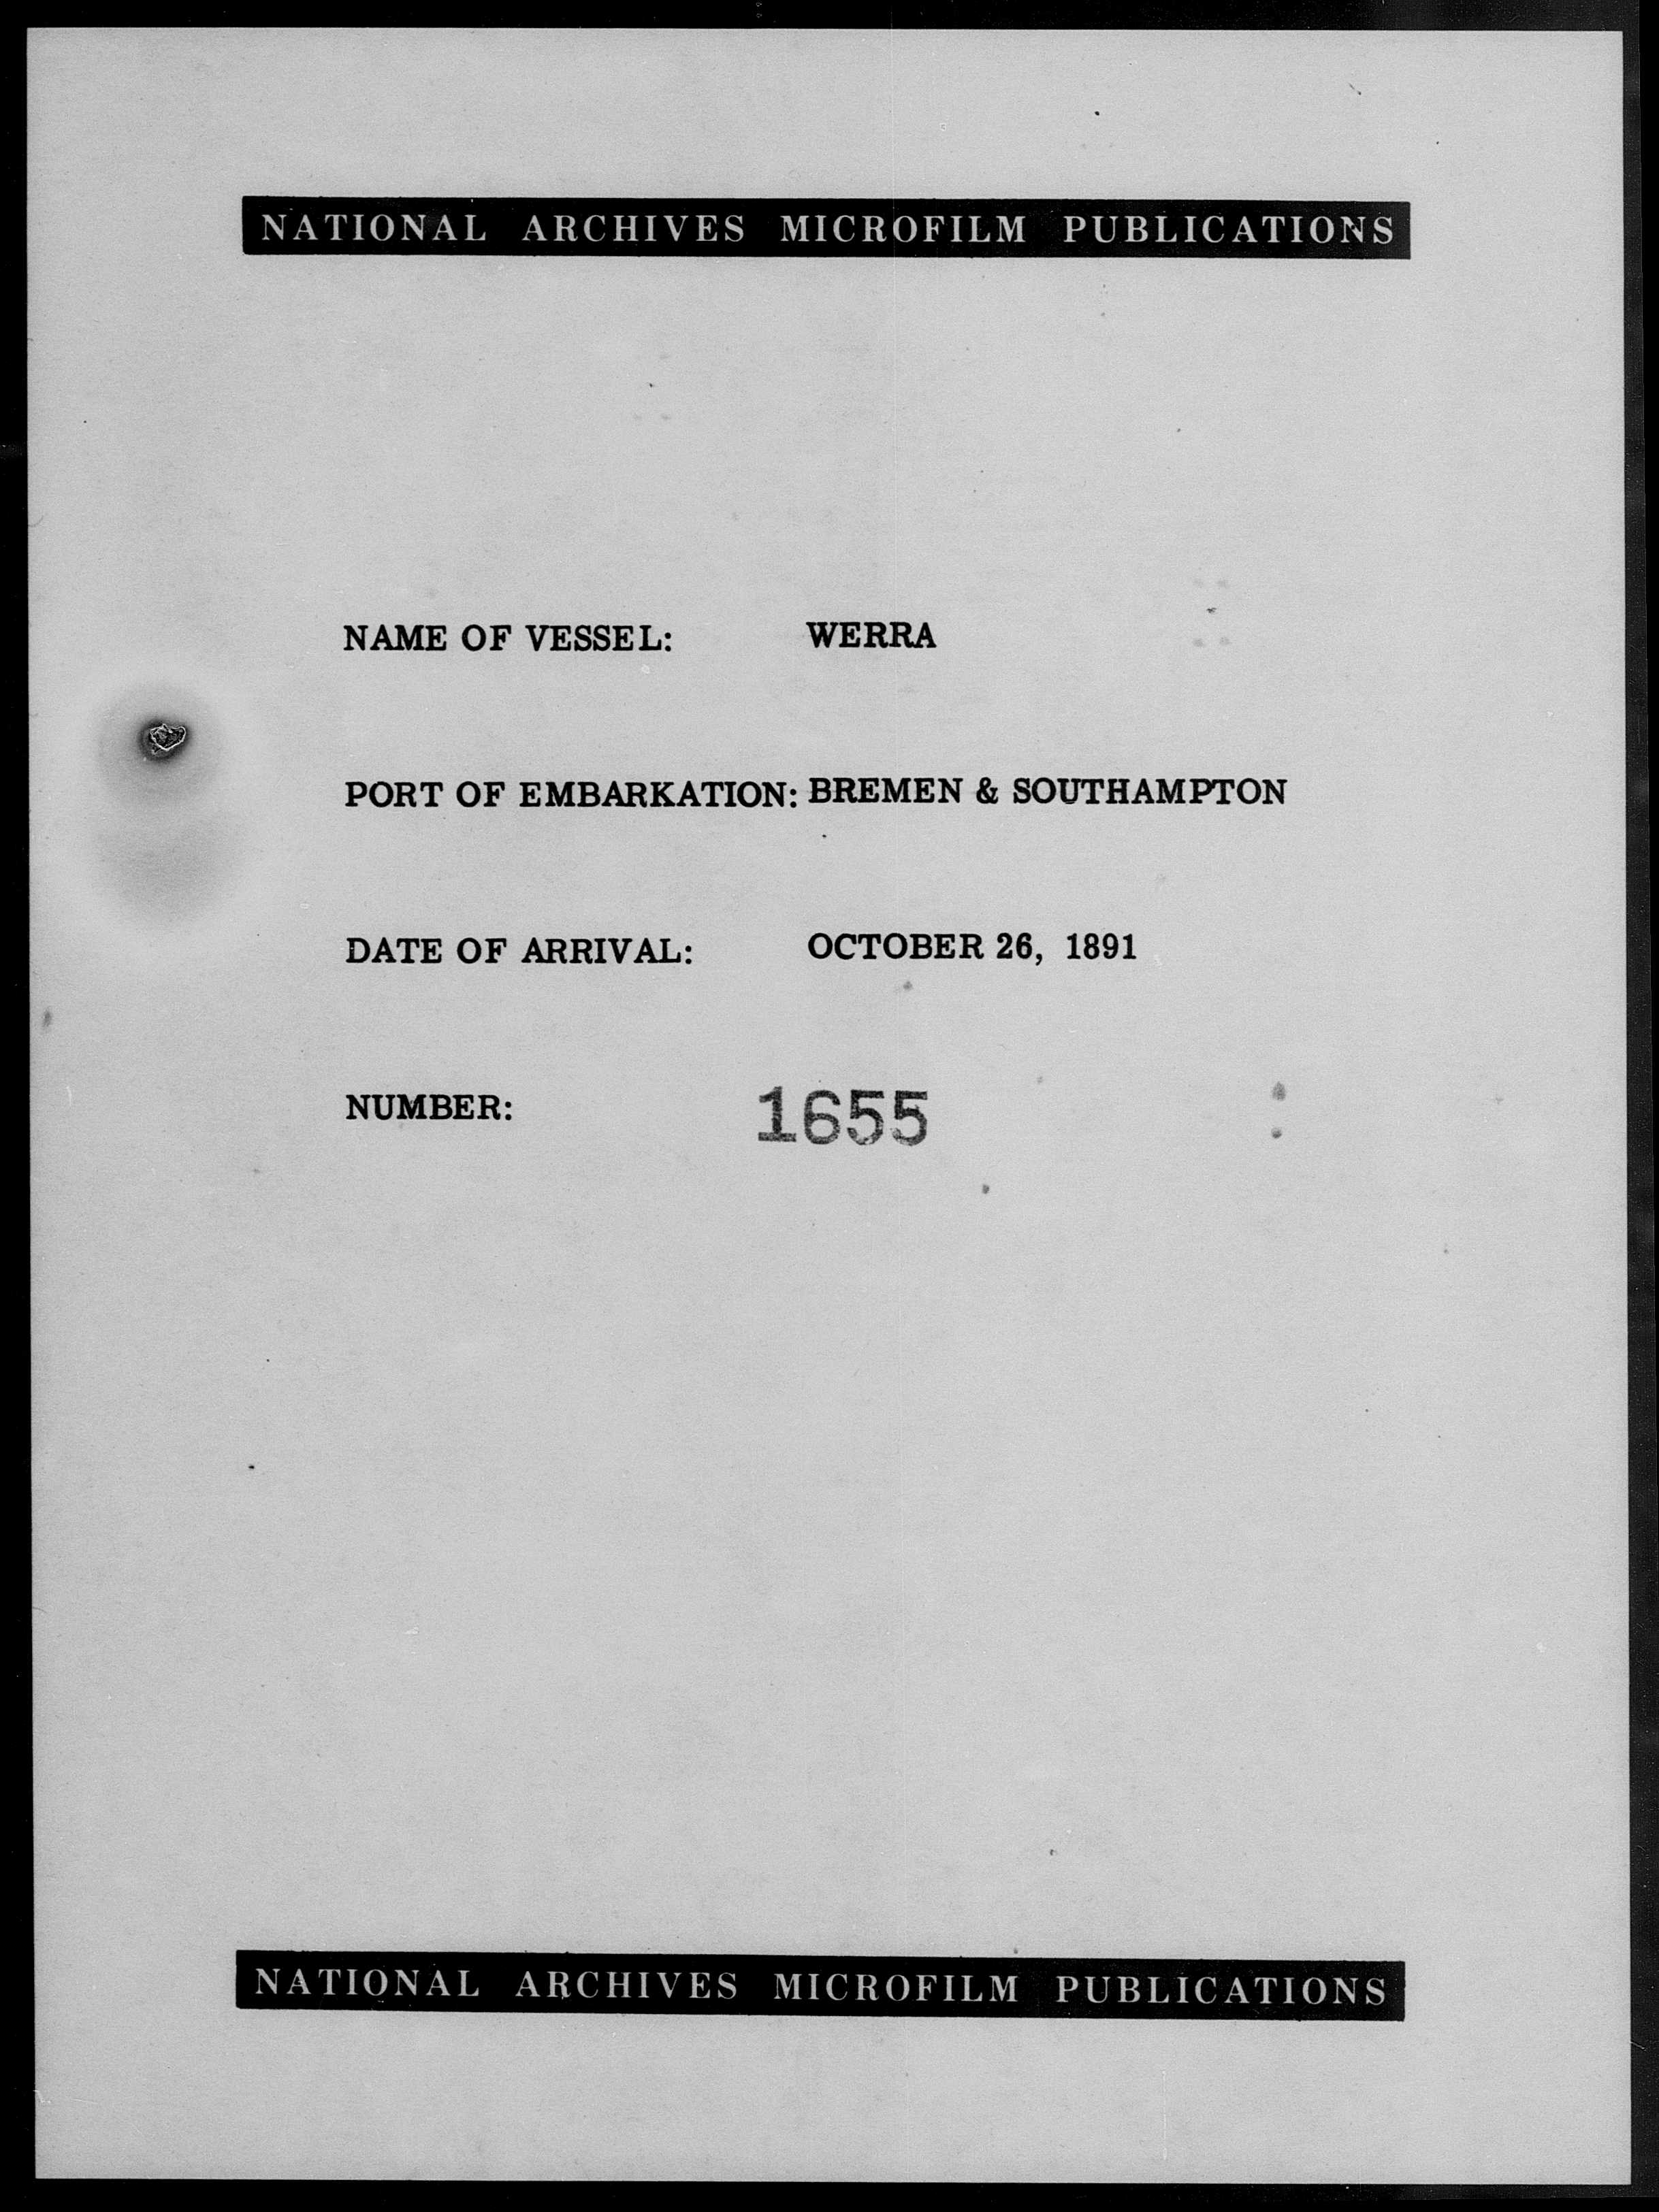 NATIONAL ARCHIVES MICROFILM PUBLICATIONS
NAME OF VESSEL: WERRA
PORT OF EMBARKATION: BREMEN & SOUTHAMPTON
DATE OF ARRIVAL: OCTOBER 26, 1891
NUMBER: 1655
NATIONAL ARCHIVES MICROFILM PUBLICATIONS